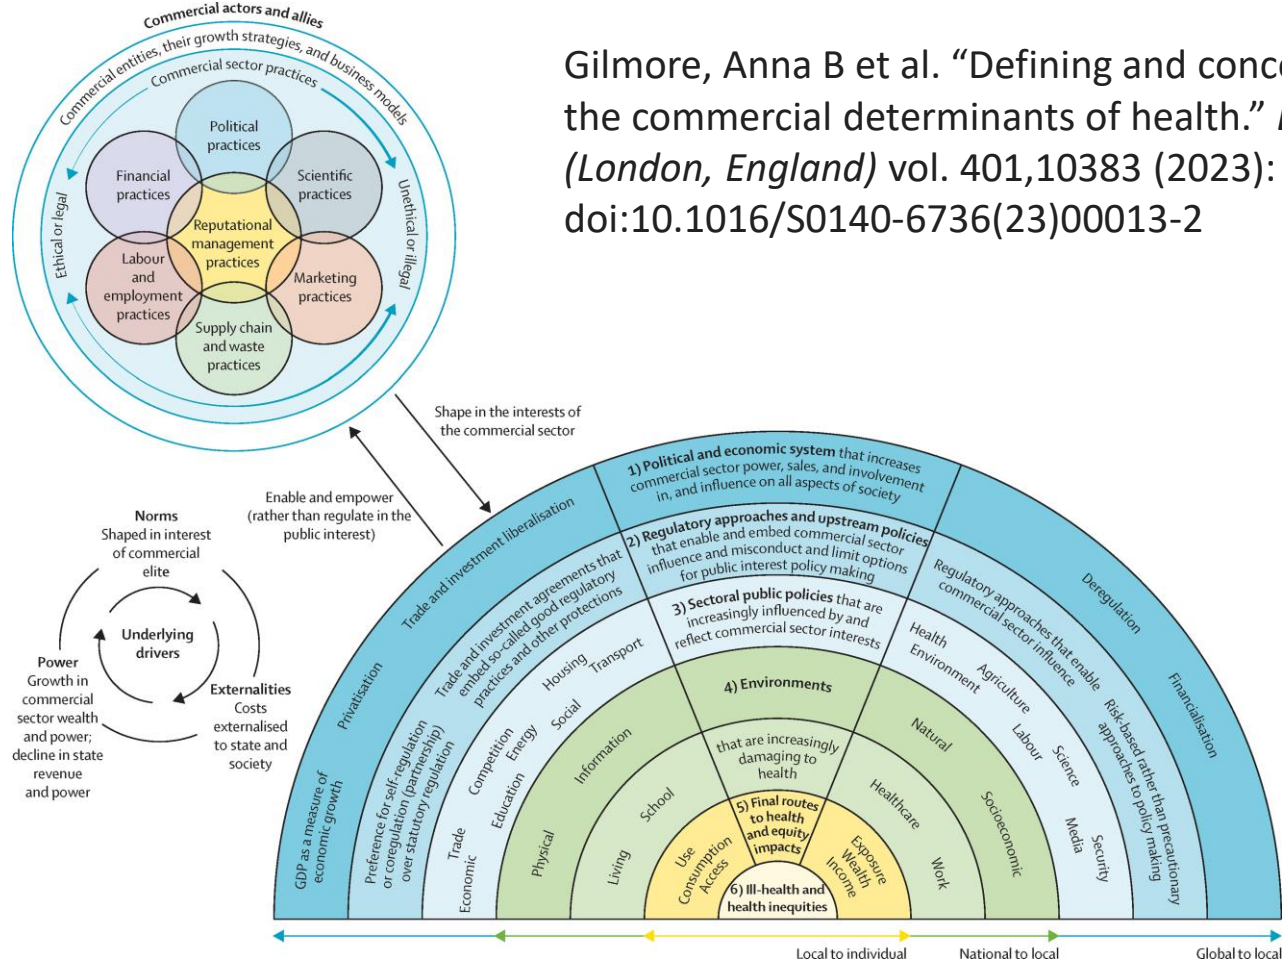 Commercial actors and allies
Commercial entities, their growth strategies, and business models
Commercial sector practices
Ethical or legal
Unethical or illegal
Political
practices
Financial
practices
Scientific
practices
Reputational
management
practices
Labour
and
employment
practices
Marketing
practices
Supply chain
and waste
practices
Gilmore, Anna B et al. “Defining and conce
the commercial determinants of health.”
(London, England) vol. 401,10383 (2023):
doi:10.1016/S0140-6736(23)00013-2
Shape in the interests of
the commercial sector
Enable and empower
(rather than regulate in the
public interest)
Norms
Shaped in interest
of commercial
elite
Underlying
drivers
Power
Growth in
commercial
sector wealth
and power;
decline in state
revenue
and power
Externalities
Costs
externalised
to state and
society
1) Political and economic system that increases
commercial sector power, sales, and involvement
in, and influence on all aspects of society
GDP as a measure of
economic growth
Privatisation
Trade and investment liberalisation
Deregulation
Financialisation
2) Regulatory approaches and upstream policies
that enable and embed commercial sector
influence and misconduct and limit options
for public interest policy making
Preference for self-regulation
or coregulation (partnership)
over statutory regulation
Trade and investment agreements that
embed so-called good regulatory
practices and other protections
Regulatory approaches that enable
commercial sector influence
Risk-based rather than precautionary
approaches to policy making
3) Sectoral public policies that are
increasingly influenced by and
reflect commercial sector interests
Economic
Trade
Education
Competition
Energy
Social
Housing
Transport
Health
Environment
Agriculture
Labour
Science
Media
Security
4) Environments
Physical
Information
Natural
Socioeconomic
that are increasingly
damaging to
health
Living
School
Healthcare
Work
5) Final routes
to health
and equity
impacts
Use
Consumption
Access
Exposure
Wealth
Income
6) Ill-health and
health inequities
Local to individual
National to local
Global to local